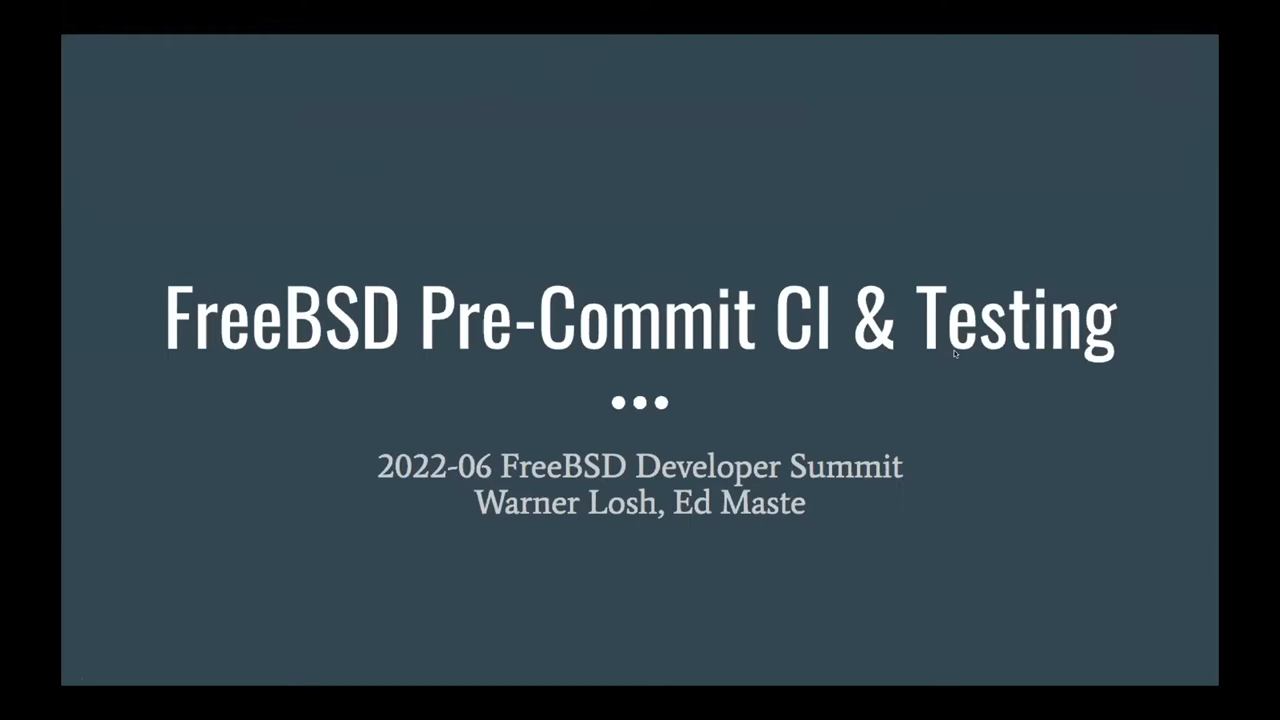 FreeBSD Pre-Commit CI & Testing
2022-06 FreeBSD Developer Summit
Warner Losh, Ed Maste